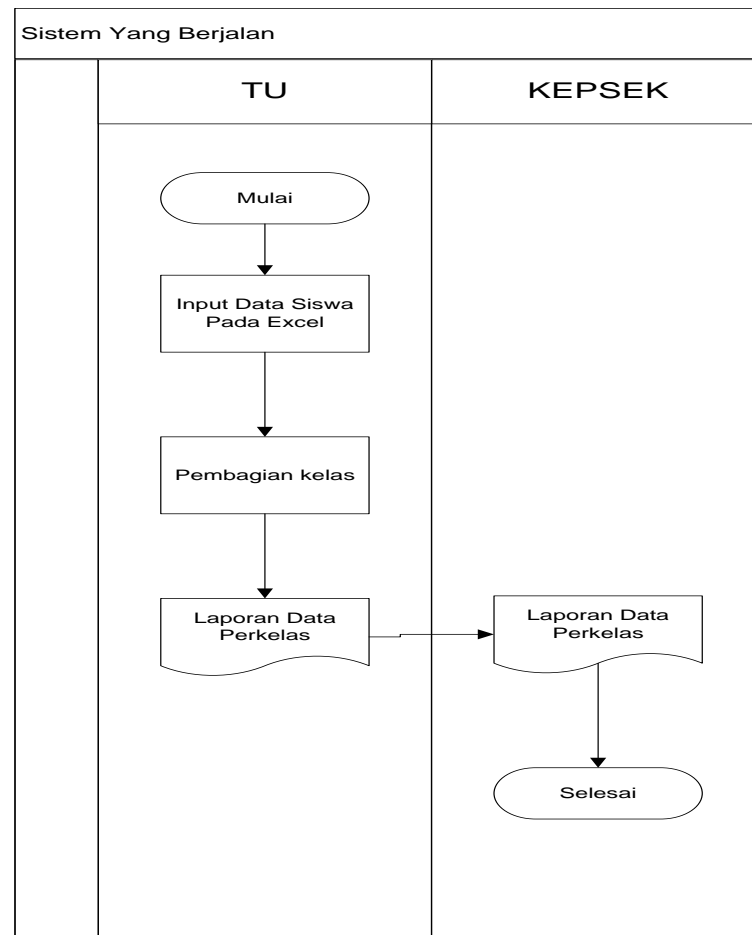 Sistem Yang Berjalan
TU
KEPSEK
Mulai
Input Data Siswa
Pada Excel
Pembagian kelas
Laporan Data
Perkelas
Laporan Data
Perkelas
Selesai